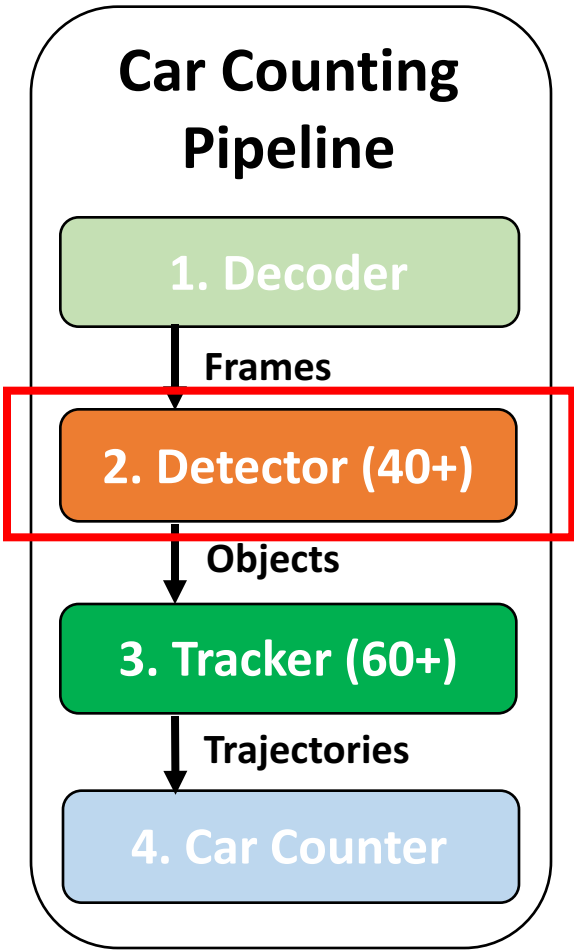 Car Counting
Pipeline
1. Decoder
Frames
2. Detector (40+)
Objects
3. Tracker (60+)
Trajectories
4. Car Counter